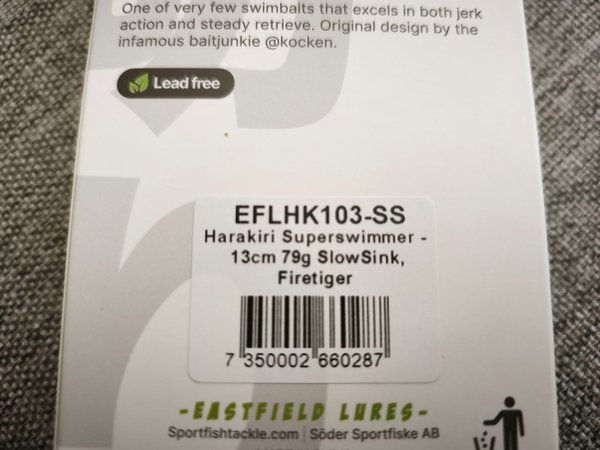 One of very few swimbaits that excels in both jerk
action and steady retrieve. Original design by the
infamous baitjunkie @kocken.
Lead free
EFLHK103-SS
Harakiri Superswimmer -
13cm 79g SlowSink,
Firetiger
7 350002 660287
-EASTFIELD LURES-
Sportfishtackle.com | Söder Sportfiske AB